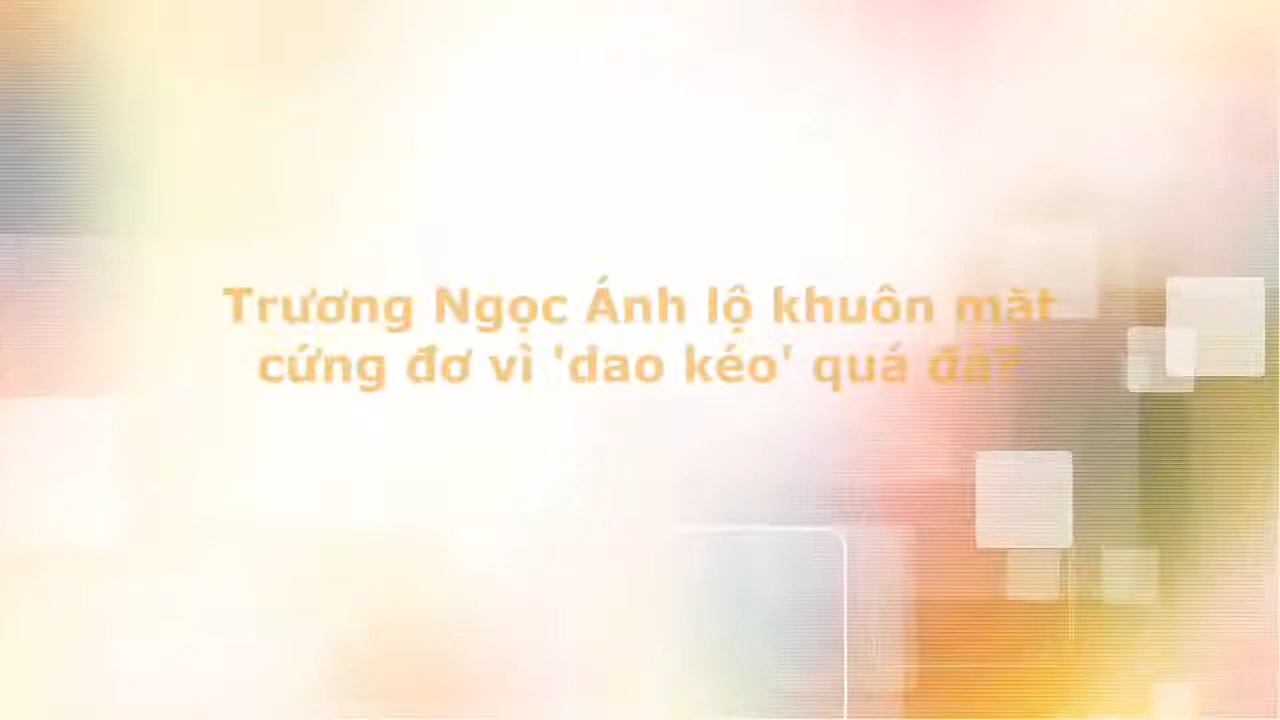 Trương Ngọc Ánh lộ khuôn mặt
cứng đơ vì 'dao kéo' quá đà?